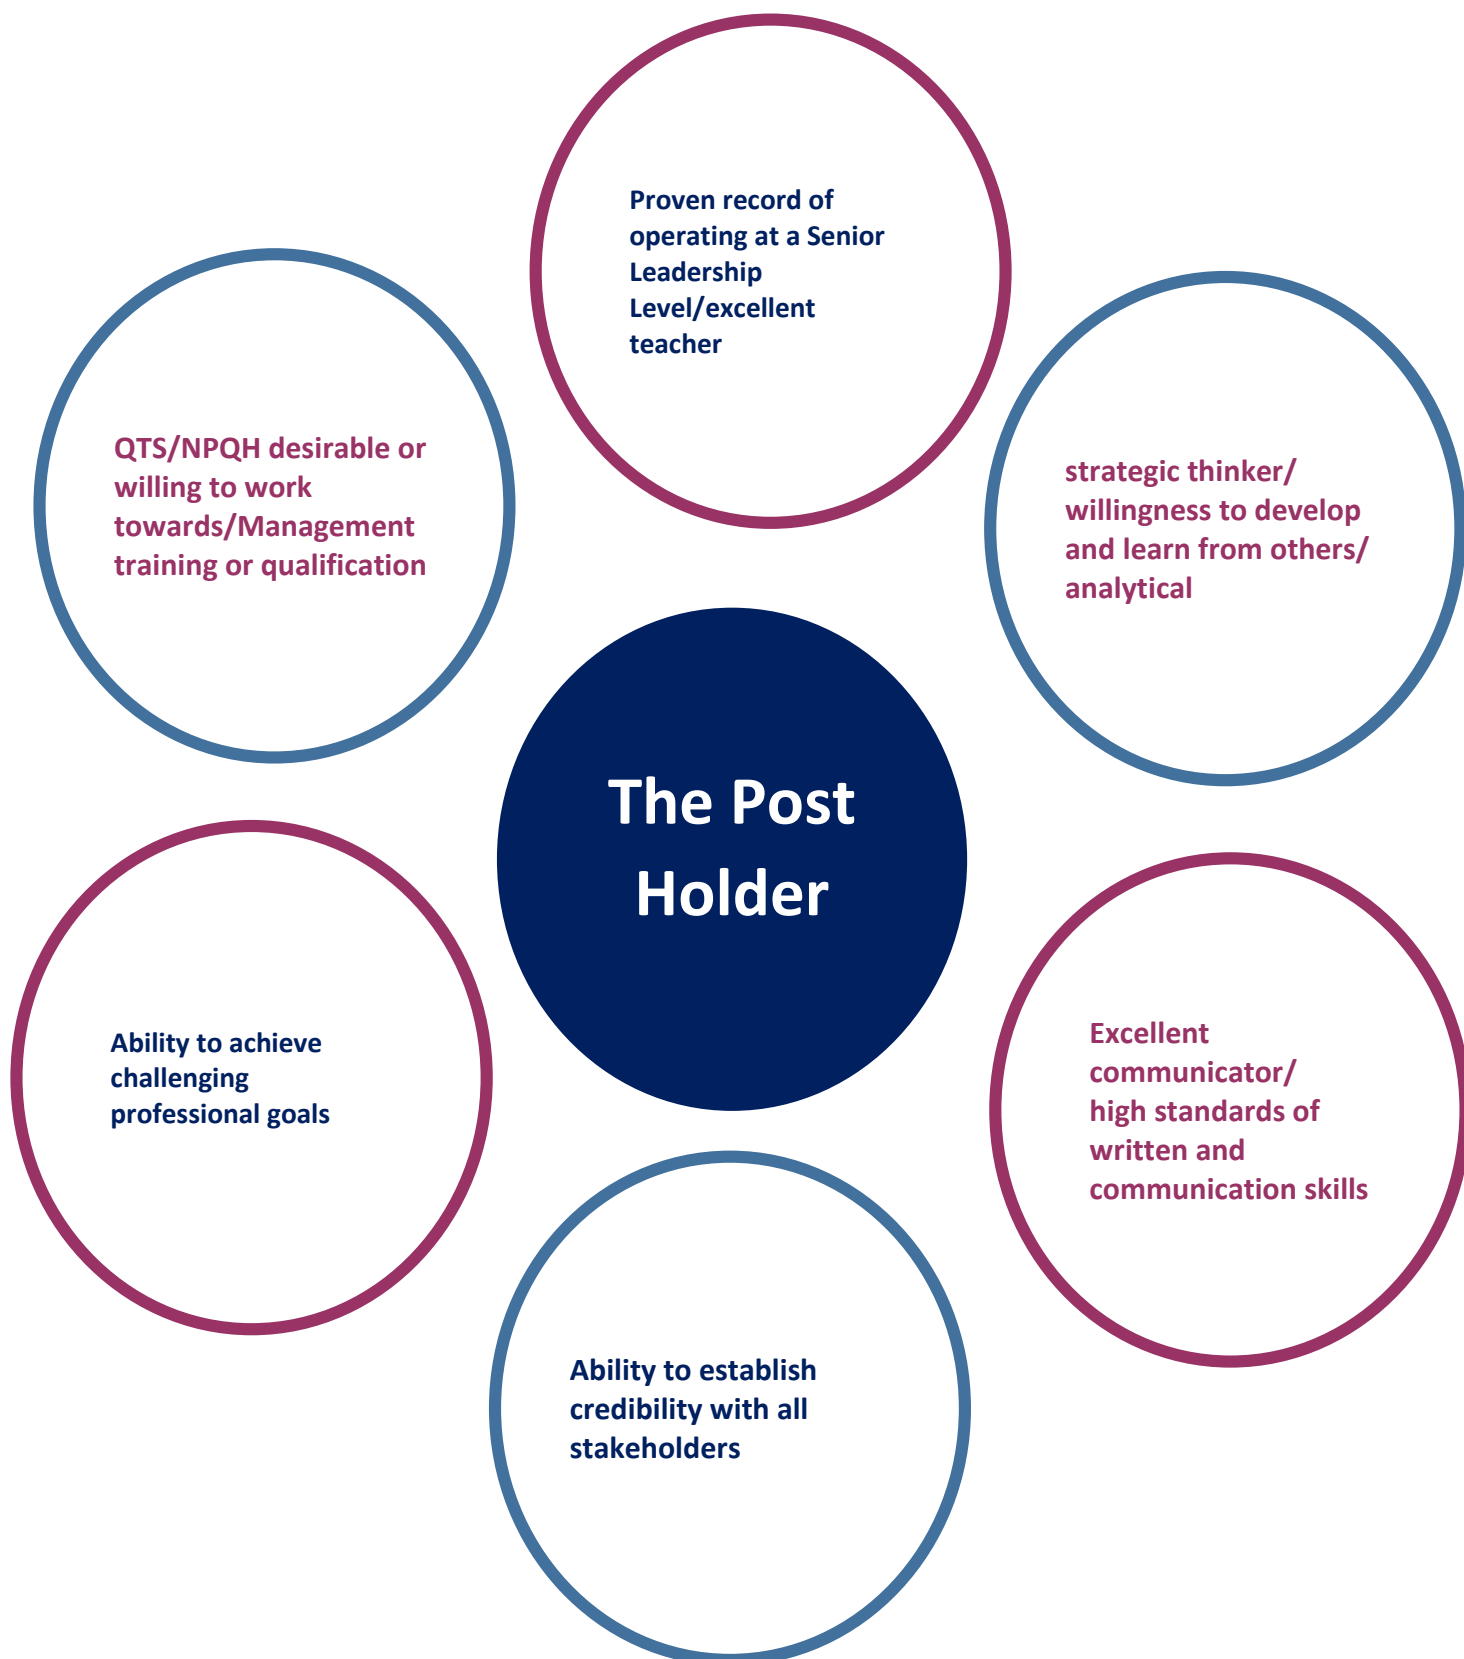 Proven record of
operating at a Senior
Leadership
Level/excellent
teacher
QTS/NPQH desirable or
willing to work
towards/Management
training or qualification
strategic thinker/
willingness to develop
and learn from others/
analytical
The Post
Holder
Ability to achieve
challenging
professional goals
Excellent
communicator/
high standards of
written and
communication skills
Ability to establish
credibility with all
stakeholders